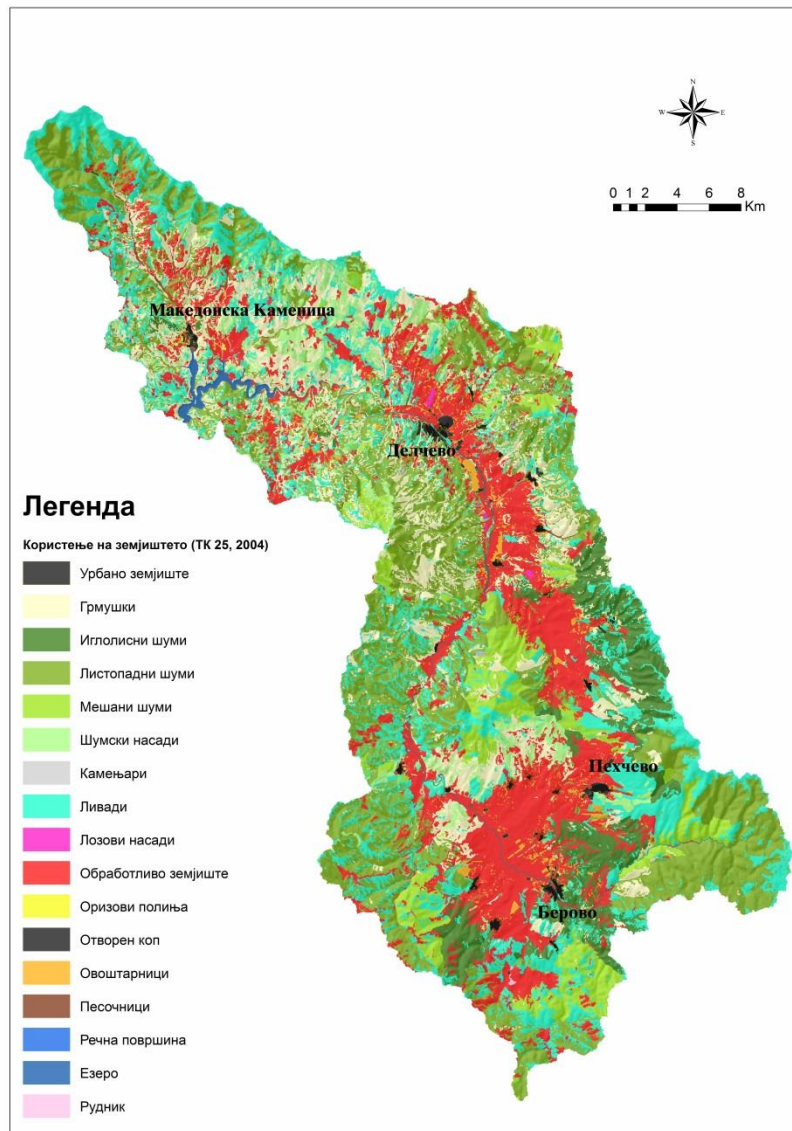 N
W E
S
0 1 2 4 6 8
Km
Македонска Каменица
Делчево
Пехчево
Берово
Легенда
Користење на земјиштето (ТК 25, 2004)
Урбано земјиште
Грмушки
Иглолисни шуми
Листопадни шуми
Мешани шуми
Шумски насади
Камењари
Ливади
Лозови насади
Обработливо земјиште
Оризови полиња
Отворен коп
Овоштарници
Песочници
Речна површина
Езеро
Рудник